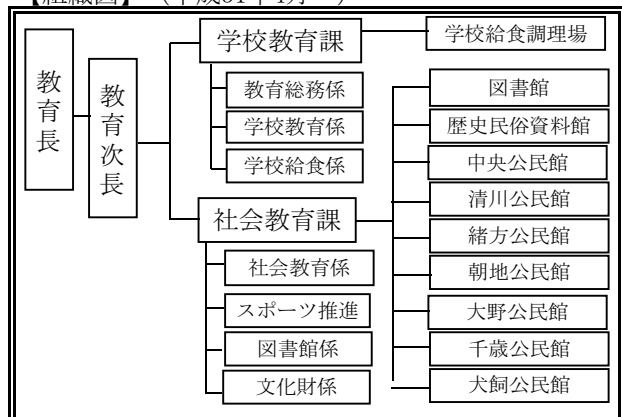 学校教育課
学校給食調理場
教育長
教育次長
教育総務係
学校教育係
学校給食係
社会教育課
社会教育係
スポーツ推進
図書館係
文化財係
図書館
歴史民俗資料館
中央公民館
清川公民館
緒方公民館
朝地公民館
大野公民館
千歳公民館
犬飼公民館